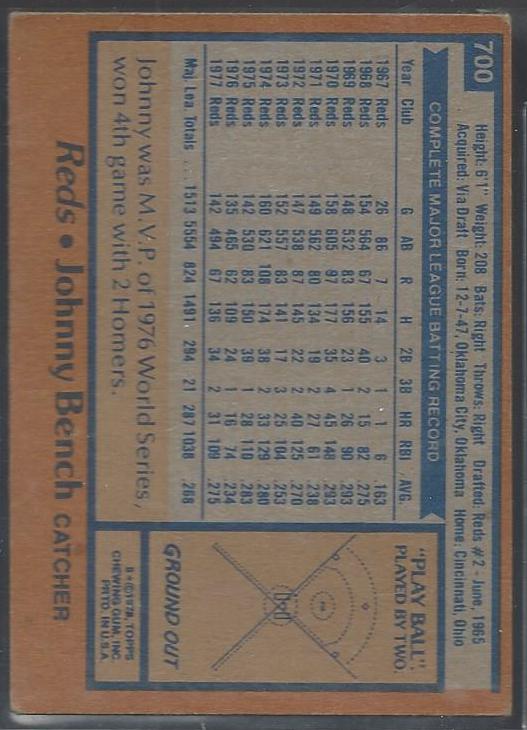 700
Height: 6'1" Weight: 208 Bats: Right Throws: Right Drafted: Reds #2 - June, 1965
Acquired: Via Draft Born: 12-7-47, Oklahoma City, Oklahoma Home: Cincinnati, Ohio
COMPLETE MAJOR LEAGUE BATTING RECORD
Year Club G AB R H 2B 3B HR RBI AVG.
1967 Reds 26 86 7 14 3 1 1 6 .163
1968 Reds 154 564 67 155 40 2 15 82 .275
1969 Reds 148 532 83 156 23 1 26 90 .293
1970 Reds 158 605 97 177 35 4 45 148 .293
1971 Reds 149 562 80 134 19 2 27 61 .238
1972 Reds 147 538 87 145 22 2 40 125 .270
1973 Reds 152 557 83 141 17 3 25 104 .253
1974 Reds 160 621 108 174 38 2 33 129 .280
1975 Reds 142 530 83 150 39 1 28 110 .283
1976 Reds 135 465 62 109 24 1 16 74 .234
1977 Reds 142 494 67 136 34 2 31 109 .275
Maj. Lea. Totals . . . 1513 5554 824 1491 294 21 287 1038 .268
Johnny was M.V.P. of 1976 World Series,
won 4th game with 2 Homers.
"PLAY BALL":
PLAYED BY TWO.
GROUND OUT
B★©1978, TOPPS
CHEWING GUM, INC.
PRTD. IN U.S.A.
Reds • Johnny Bench CATCHER